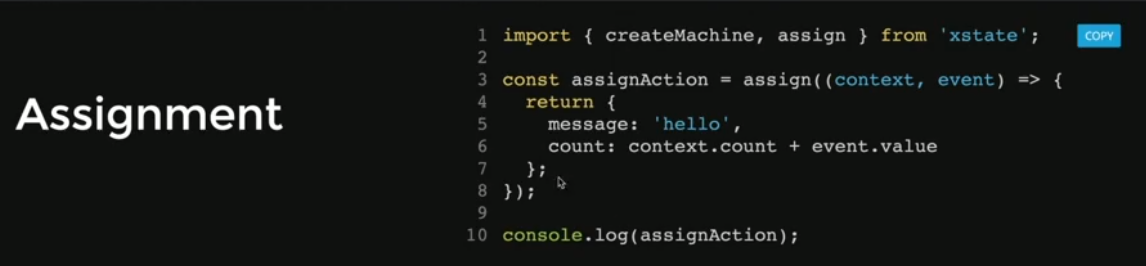 Assignment
COPY
1 import { createMachine, assign } from 'xstate';
2
3 const assignAction = assign((context, event) => {
4   return {
5     message: 'hello',
6     count: context.count + event.value
7   };
8 });
9
10 console.log(assignAction);